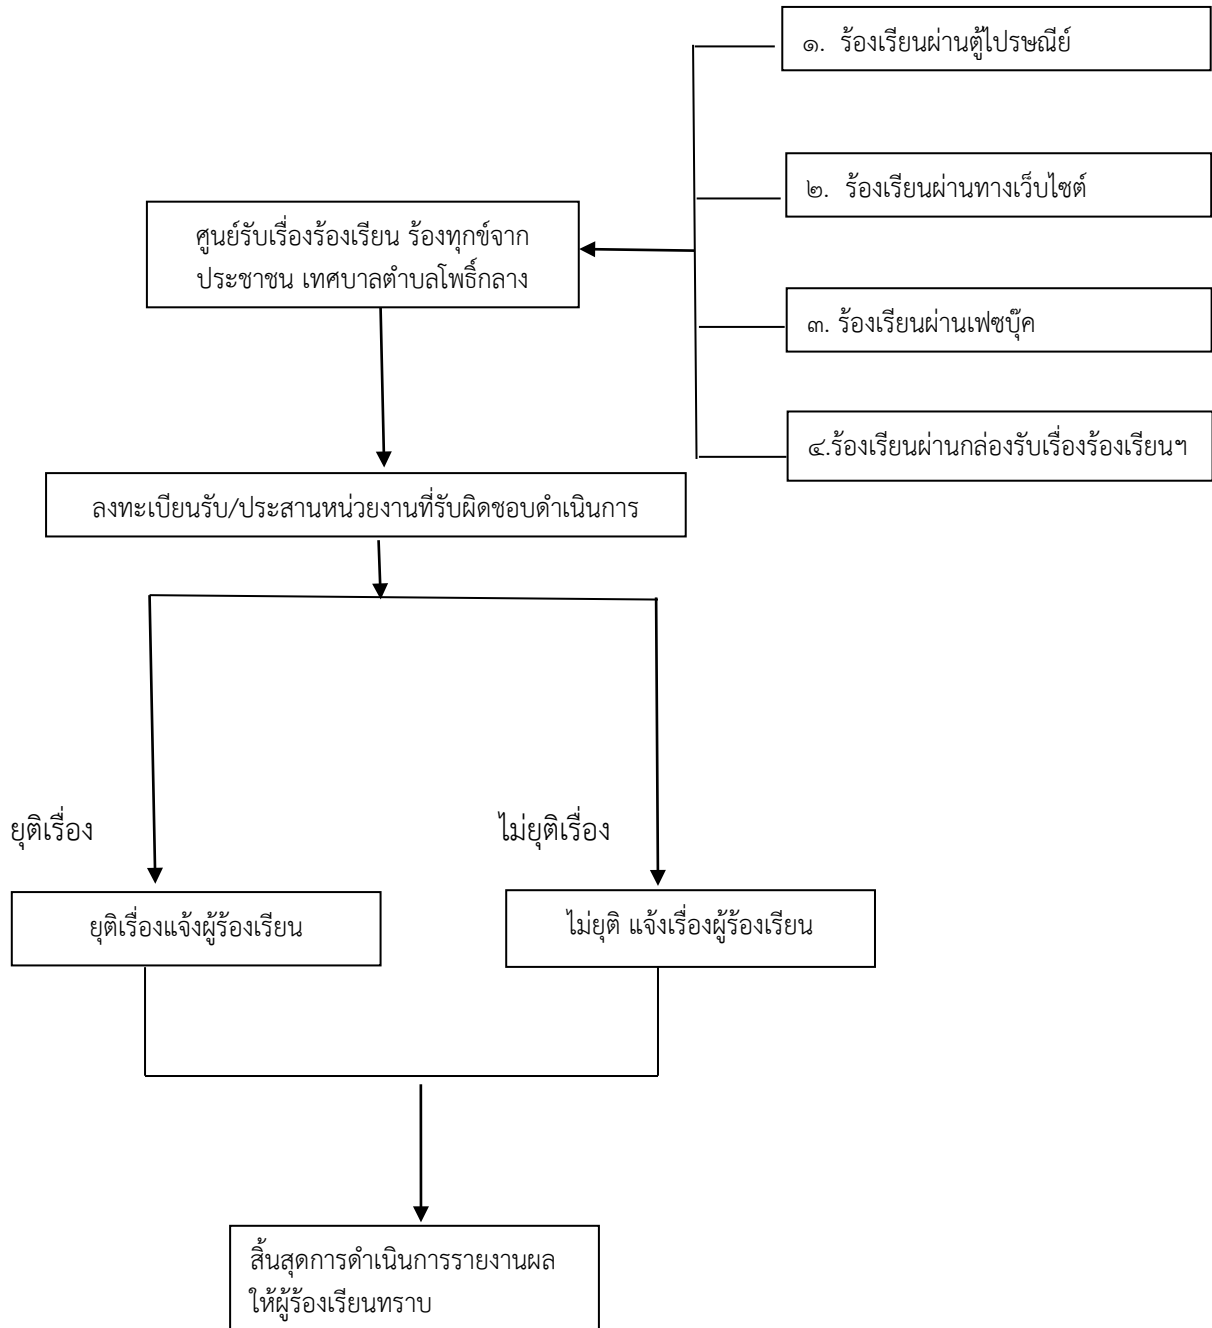 ๑.  ร้องเรียนผ่านตู้ไปรษณีย์
๒.  ร้องเรียนผ่านทางเว็บไซต์
ศูนย์รับเรื่องร้องเรียน ร้องทุกข์จาก
ประชาชน เทศบาลตำบลโพธิ์กลาง
๓. ร้องเรียนผ่านเฟซบุ๊ค
๔.ร้องเรียนผ่านกล่องรับเรื่องร้องเรียนฯ
ลงทะเบียนรับ/ประสานหน่วยงานที่รับผิดชอบดำเนินการ
ยุติเรื่อง
ไม่ยุติเรื่อง
ยุติเรื่องแจ้งผู้ร้องเรียน
ไม่ยุติ แจ้งเรื่องผู้ร้องเรียน
สิ้นสุดการดำเนินการรายงานผล
ให้ผู้ร้องเรียนทราบ